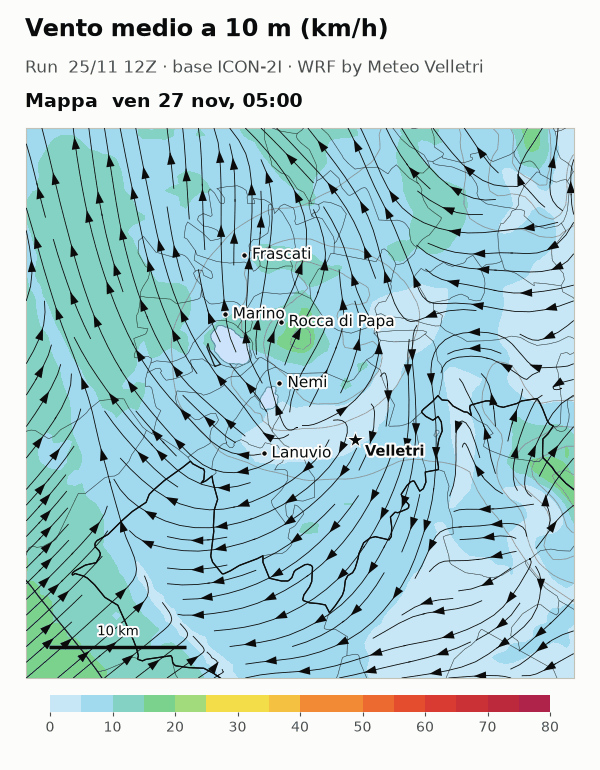 Vento medio a 10 m (km/h)
Run 25/11 12Z · base ICON-2I · WRF by Meteo Velletri
Mappa ven 27 nov, 05:00
Frascati
Marino
Rocca di Papa
Nemi
Lanuvio
Velletri
10 km
0 10 20 30 40 50 60 70 80